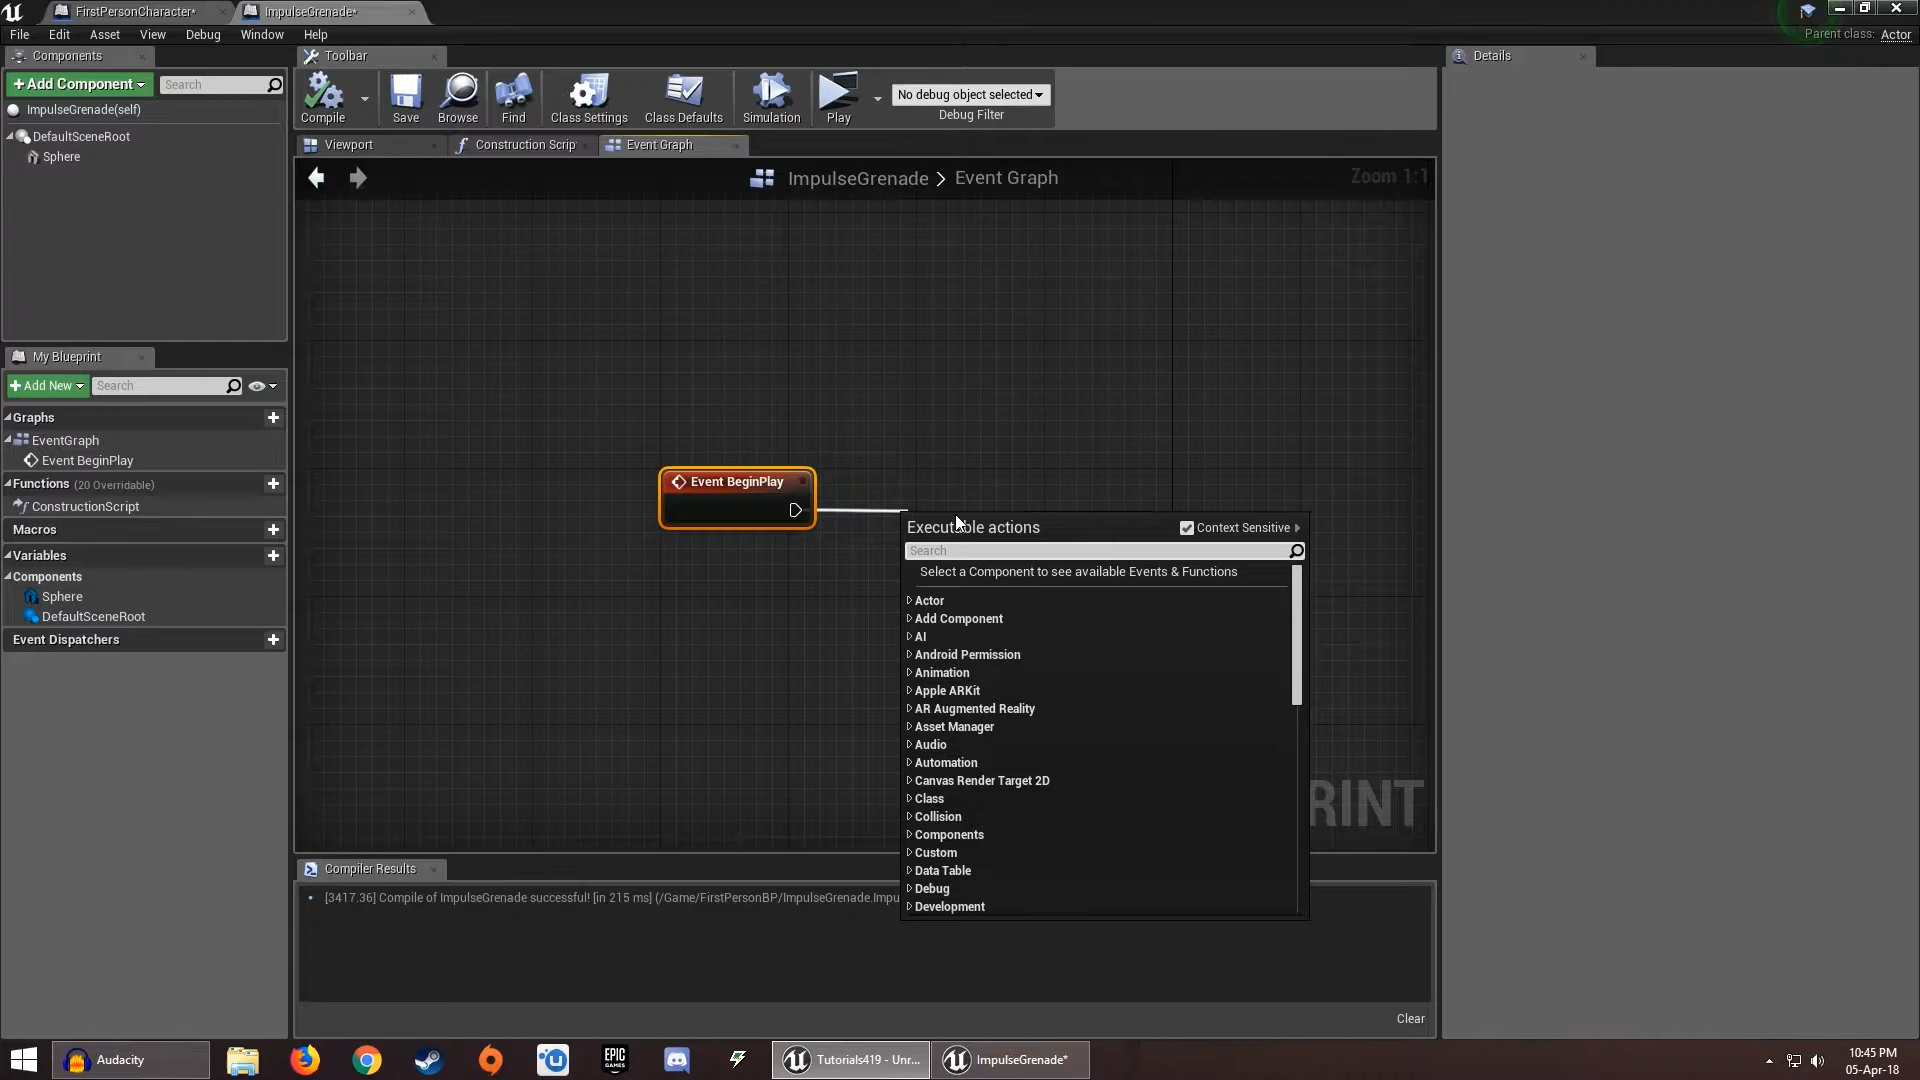 FirstPersonCharacter*
ImpulseGrenade*
File Edit Asset View Debug Window Help
Parent class: Actor
Components
Toolbar
Details
+Add Component
Search
ImpulseGrenade(self)
DefaultSceneRoot
Sphere
Compile
Save
Browse
Find
Class Settings
Class Defaults
Simulation
Play
No debug object selected
Debug Filter
Viewport
Construction Scrip
Event Graph
ImpulseGrenade > Event Graph
Zoom 1:1
My Blueprint
+Add New
Search
Graphs
EventGraph
Event BeginPlay
Functions (20 Overridable)
ConstructionScript
Macros
Variables
Components
Sphere
DefaultSceneRoot
Event Dispatchers
Event BeginPlay
Executable actions
Context Sensitive
Search
Select a Component to see available Events & Functions
Actor
Add Component
AI
Android Permission
Animation
Apple ARKit
AR Augmented Reality
Asset Manager
Audio
Automation
Canvas Render Target 2D
Class
Collision
Components
Custom
Data Table
Debug
Development
RINT
Compiler Results
[3417.36] Compile of ImpulseGrenade successful! [in 215 ms] (/Game/FirstPersonBP/ImpulseGrenade.Impu
Clear
Audacity
EPIC
GAMES
Tutorials419 - Unr...
ImpulseGrenade*
10:45 PM
05-Apr-18